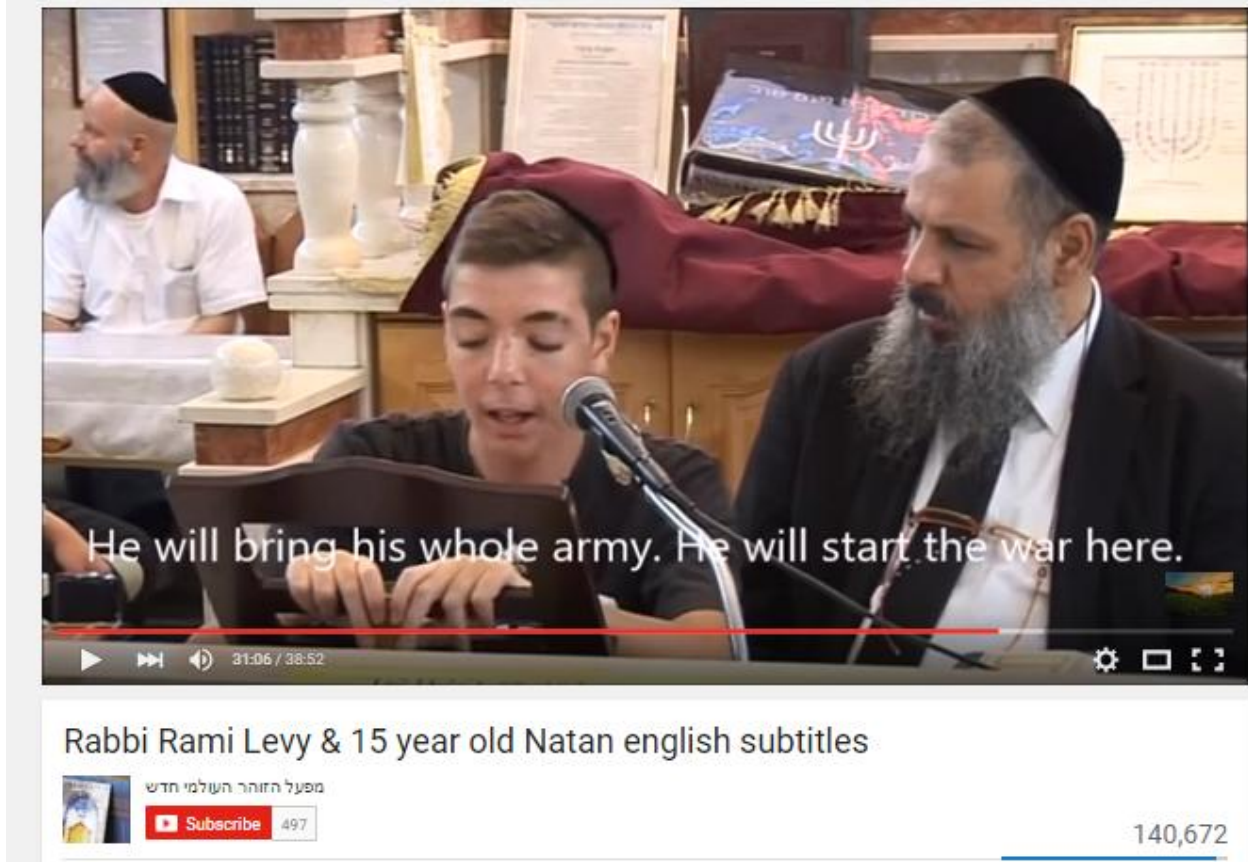 He will bring his whole army. He will start the war here.
31:06 / 38:52
Rabbi Rami Levy & 15 year old Natan english subtitles
מפעל הזוהר העולמי חדש
Subscribe 497
140,672